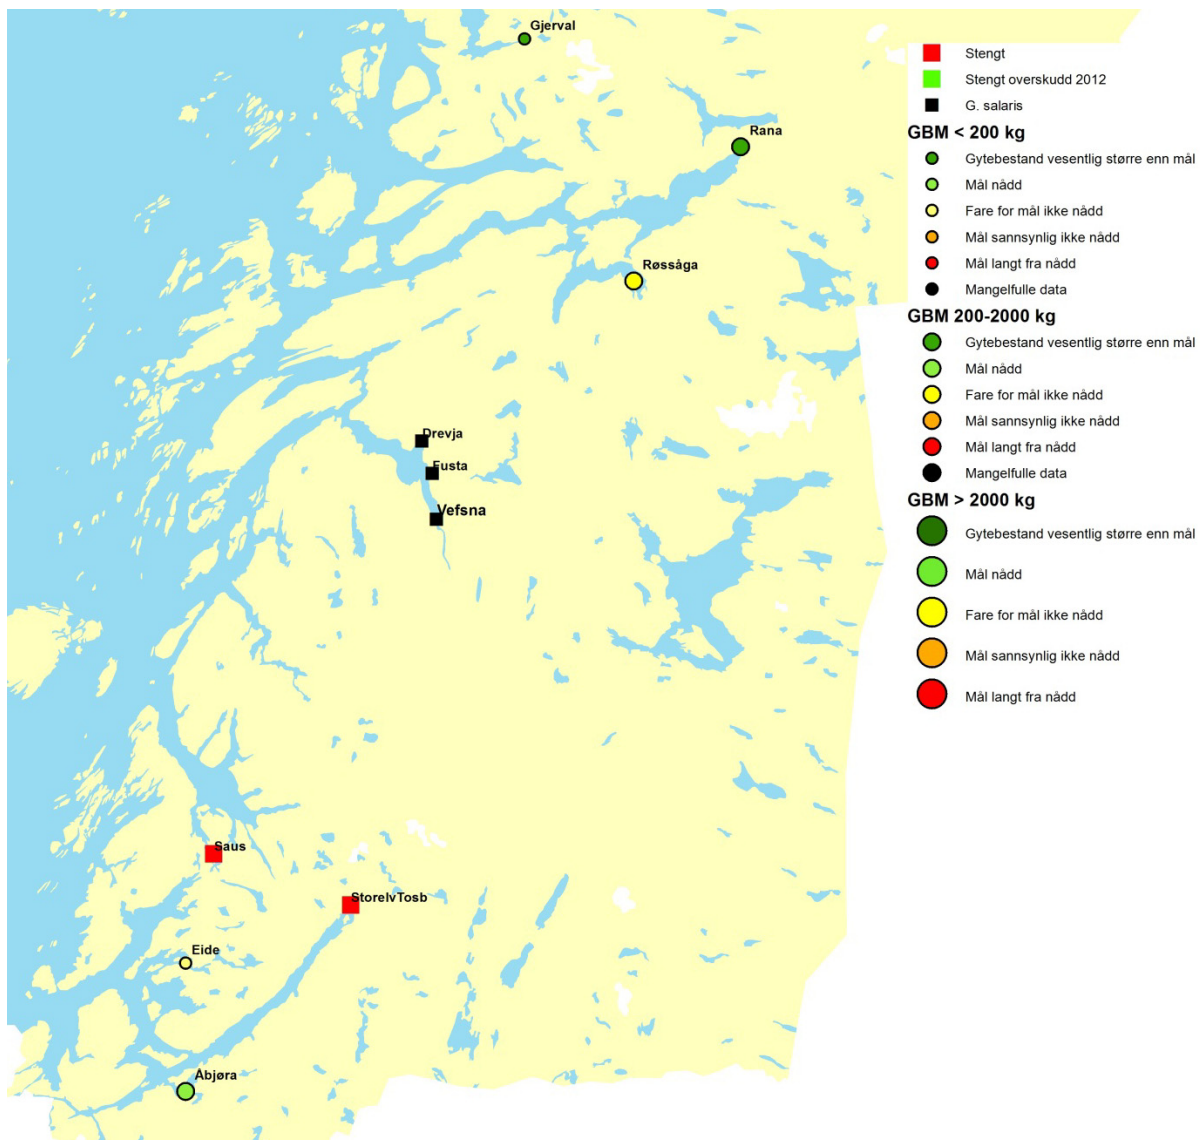 Gjerval
Rana
Røssåga
Drevja
Fusta
Vefsna
Saus
StorelvTosb
Eide
Åbjøra
Stengt
Stengt overskudd 2012
G. salaris
GBM < 200 kg
Gytebestand vesentlig større enn mål
Mål nådd
Fare for mål ikke nådd
Mål sannsynlig ikke nådd
Mål langt fra nådd
Mangelfulle data
GBM 200-2000 kg
Gytebestand vesentlig større enn mål
Mål nådd
Fare for mål ikke nådd
Mål sannsynlig ikke nådd
Mål langt fra nådd
Mangelfulle data
GBM > 2000 kg
Gytebestand vesentlig større enn mål
Mål nådd
Fare for mål ikke nådd
Mål sannsynlig ikke nådd
Mål langt fra nådd